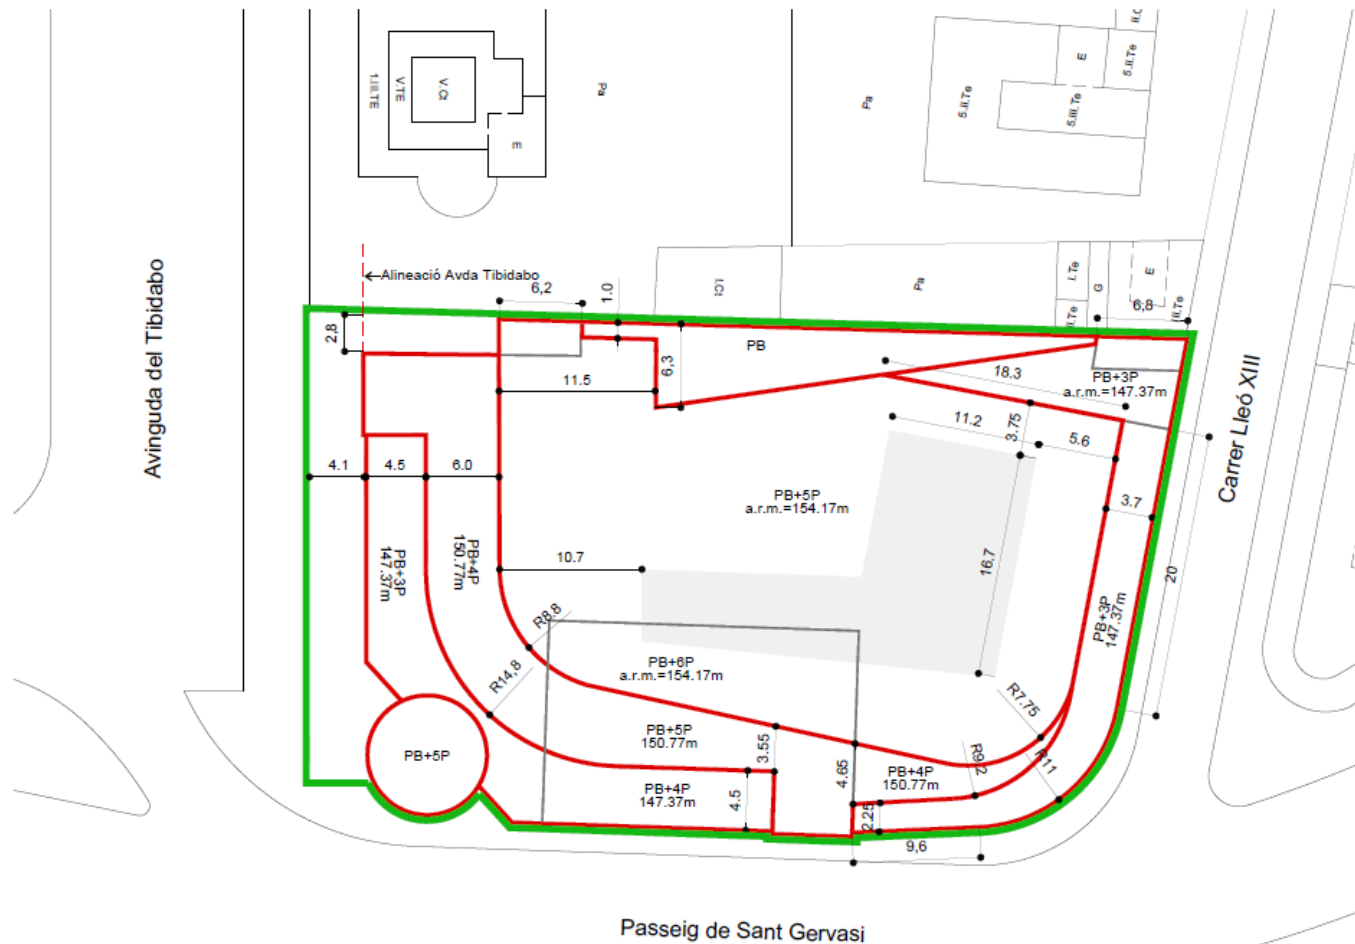 II.C
E
5.II.Te
5.II.Te
5.III.Te
1.III.TE
V.TE
V.Ct
m
Pa
Pa
Avinguda del Tibidabo
Alineació Avda Tibidabo
6,2
1.0
I.Ct
Pa
I.Te
II.Te
G
E
III.Te
6,8
2,8
PB
6,3
11.5
18.3
PB+3P
a.r.m.=147.37m
11.2
3.75
5.6
Carrer Lleó XIII
4.1
4.5
6.0
PB+5P
a.r.m.=154.17m
3.7
PB+3P
147.37m
PB+4P
150.77m
10.7
16.7
20
PB+3P
147.37m
R8.8
R14,8
PB+6P
a.r.m.=154.17m
R7.75
PB+5P
150.77m
3.55
PB+5P
4.65
PB+4P
150.77m
R9.2
R11
PB+4P
147.37m
4.5
2.25
9,6
Passeig de Sant Gervasi